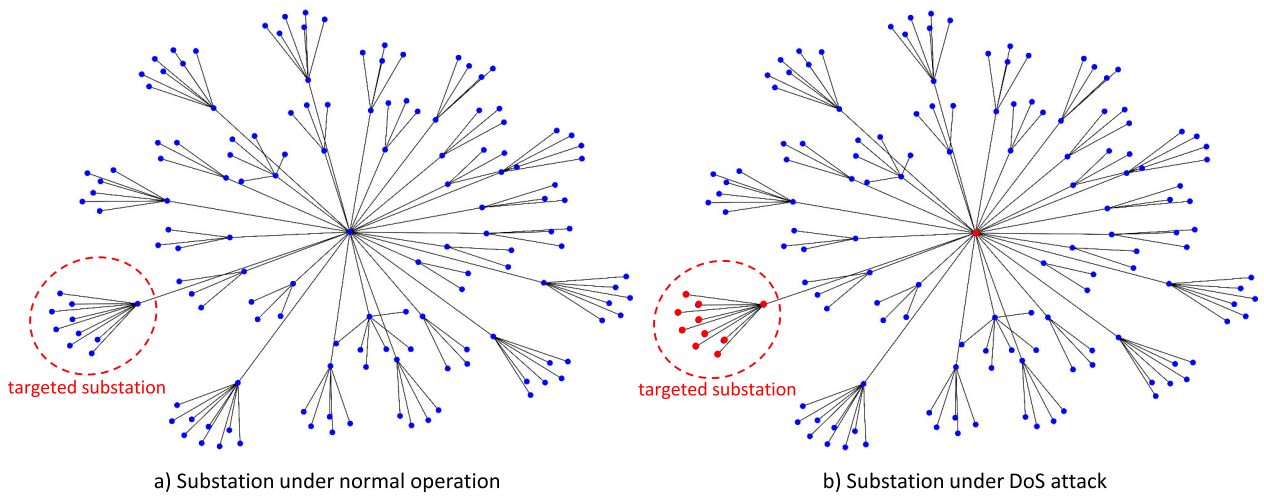 targeted substation
targeted substation
a) Substation under normal operation
b) Substation under DoS attack